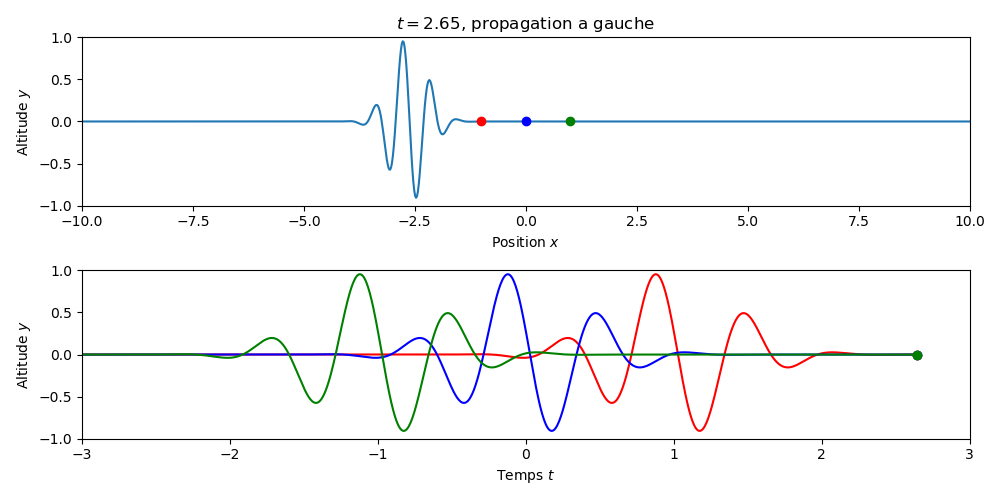 t = 2.65, propagation a gauche
1.0
0.5
0.0
−0.5
−1.0
Altitude y
−10.0 −7.5 −5.0 −2.5 0.0 2.5 5.0 7.5 10.0
Position x
1.0
0.5
0.0
−0.5
−1.0
Altitude y
−3 −2 −1 0 1 2 3
Temps t